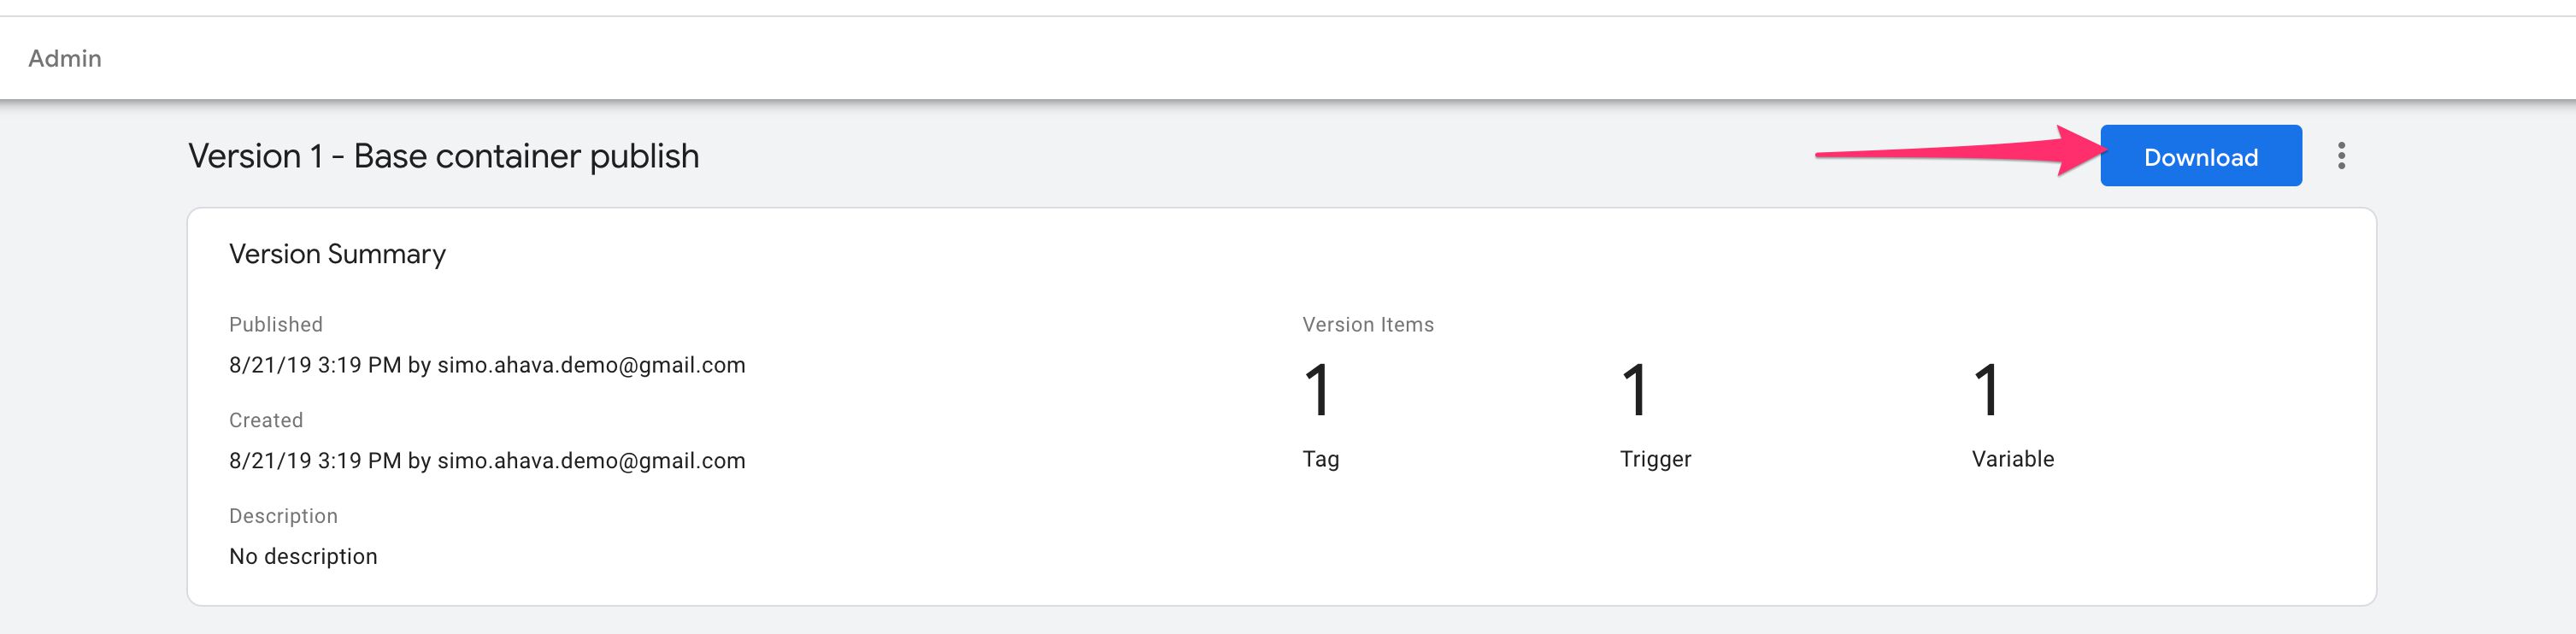 Admin
Version 1 - Base container publish
Download
Version Summary
Published
8/21/19 3:19 PM by simo.ahava.demo@gmail.com
Created
8/21/19 3:19 PM by simo.ahava.demo@gmail.com
Description
No description
Version Items
1 1 1
Tag Trigger Variable